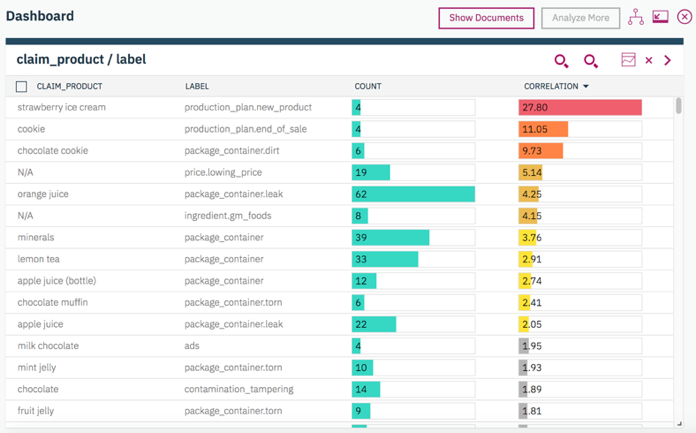 Dashboard
Show Documents
Analyze More
claim_product / label
CLAIM_PRODUCT LABEL COUNT CORRELATION
strawberry ice cream production_plan.new_product 4 27.80
cookie production_plan.end_of_sale 4 11.05
chocolate cookie package_container.dirt 6 9.73
N/A price.lowing_price 19 5.14
orange juice package_container.leak 62 4.25
N/A ingredient.gm_foods 8 4.15
minerals package_container 39 3.76
lemon tea package_container 33 2.91
apple juice (bottle) package_container 12 2.74
chocolate muffin package_container.torn 6 2.41
apple juice package_container.leak 22 2.05
milk chocolate ads 4 1.95
mint jelly package_container.torn 10 1.93
chocolate contamination_tampering 14 1.89
fruit jelly package_container.torn 9 1.81